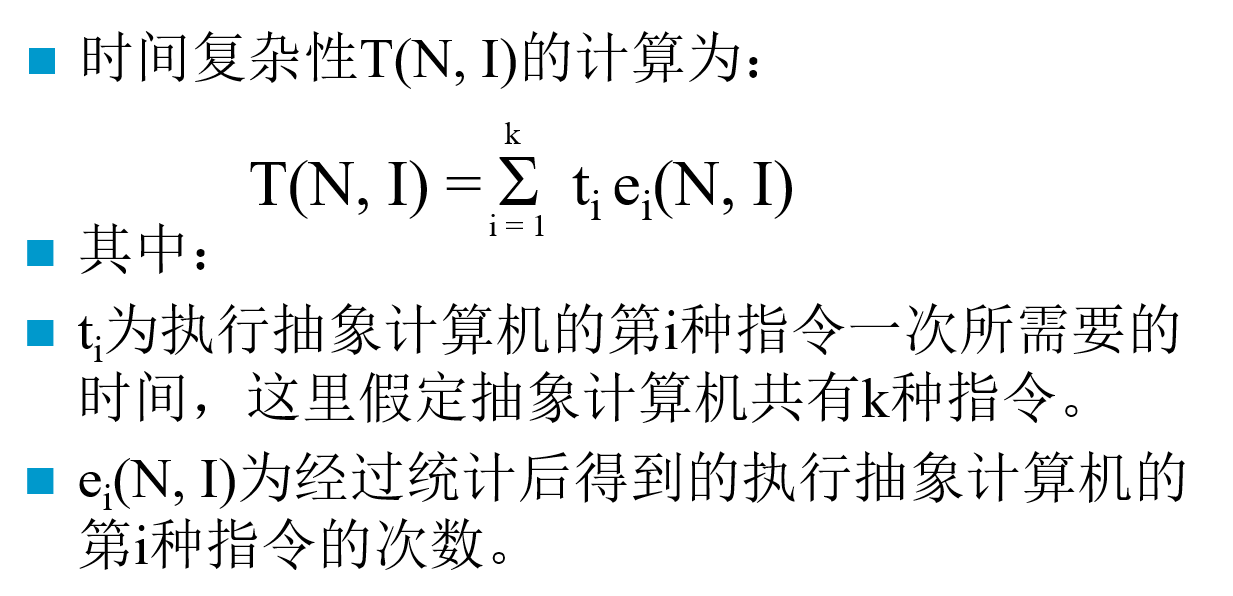 ■ 时间复杂性T(N, I)的计算为：
k
T(N, I) = Σ tᵢ eᵢ(N, I)
i = 1
■ 其中：
■ tᵢ为执行抽象计算机的第i种指令一次所需要的
时间，这里假定抽象计算机共有k种指令。
■ eᵢ(N, I)为经过统计后得到的执行抽象计算机的
第i种指令的次数。